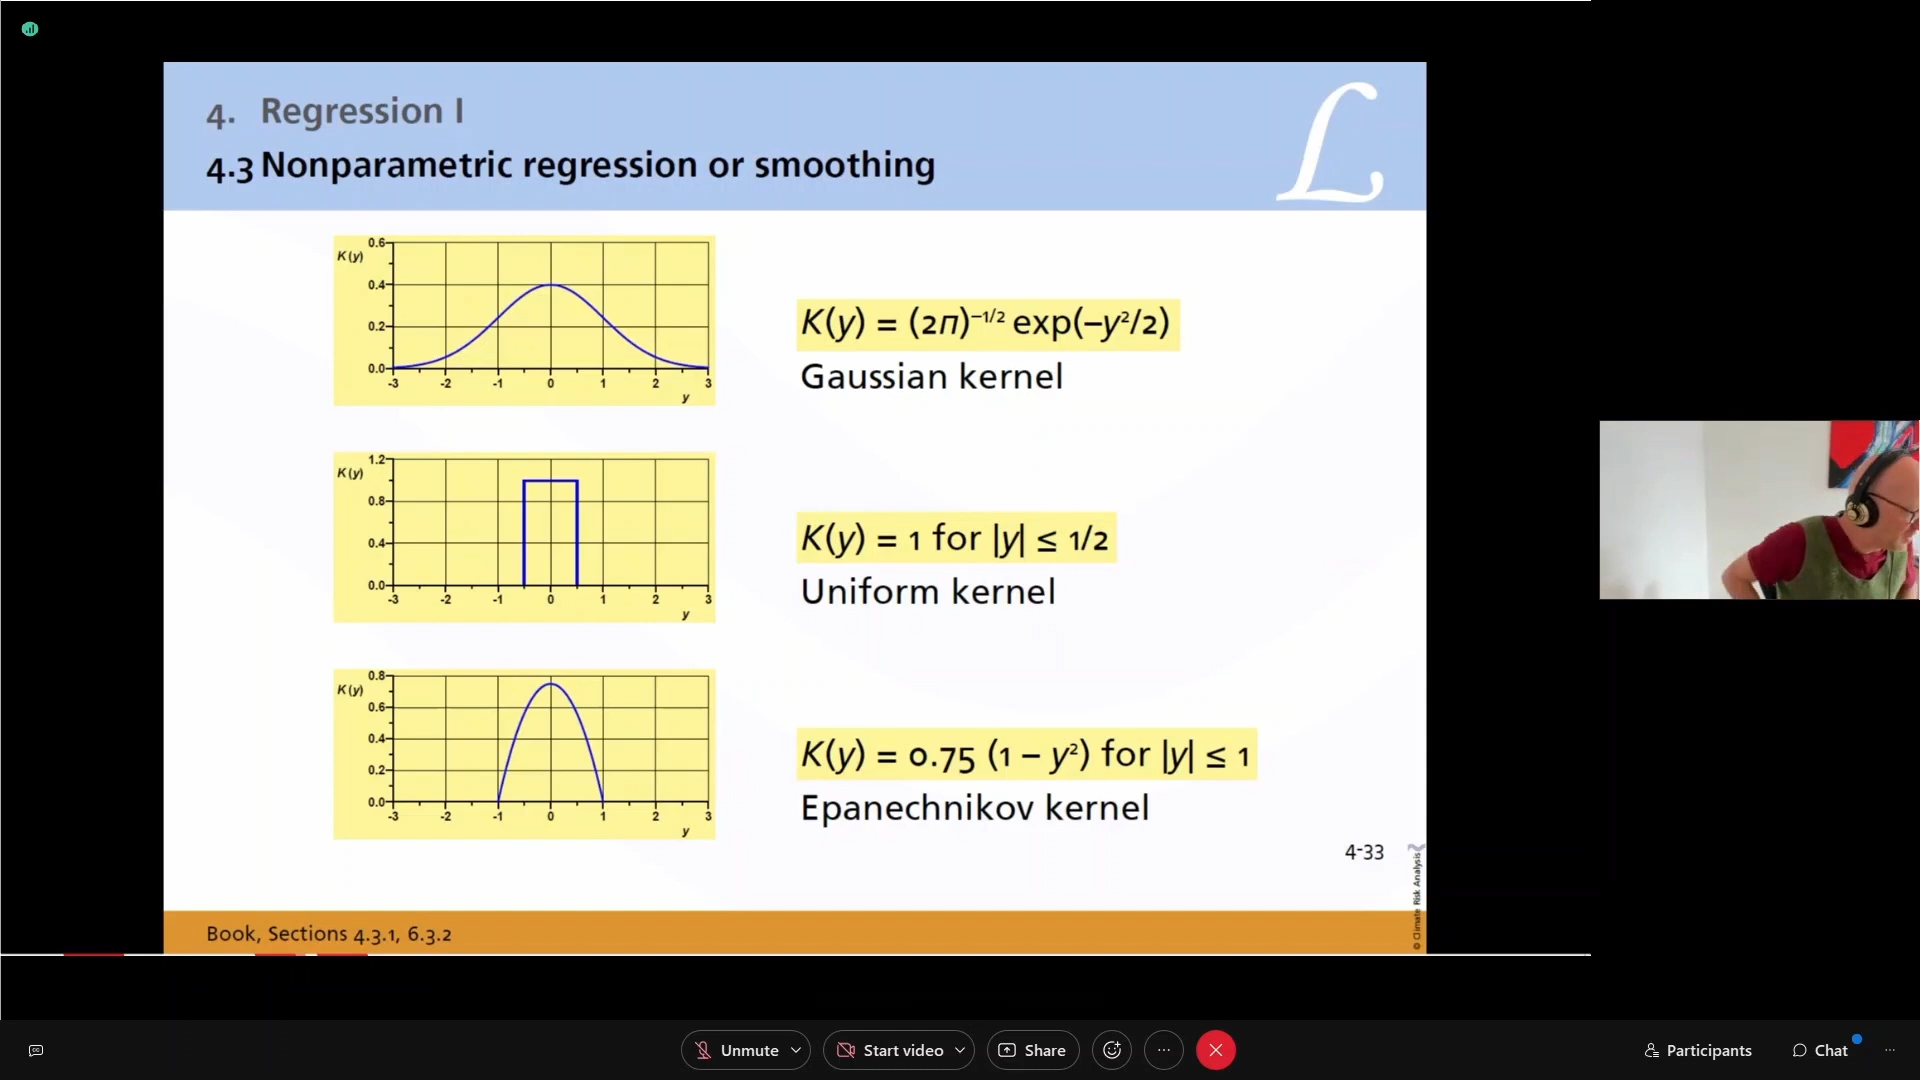 4. Regression I
ℒ
4.3 Nonparametric regression or smoothing
K(y)
0.6
0.4
0.2
0.0
-3 -2 -1 0 1 2 3
y
K(y) = (2π)⁻¹/² exp(–y²/2)
Gaussian kernel
K(y)
1.2
0.8
0.4
0.0
-3 -2 -1 0 1 2 3
y
K(y) = 1 for |y| ≤ 1/2
Uniform kernel
K(y)
0.8
0.6
0.4
0.2
0.0
-3 -2 -1 0 1 2 3
y
K(y) = 0.75 (1 – y²) for |y| ≤ 1
Epanechnikov kernel
4-33
© Climate Risk Analysis
Book, Sections 4.3.1, 6.3.2
Unmute Start video Share Participants Chat